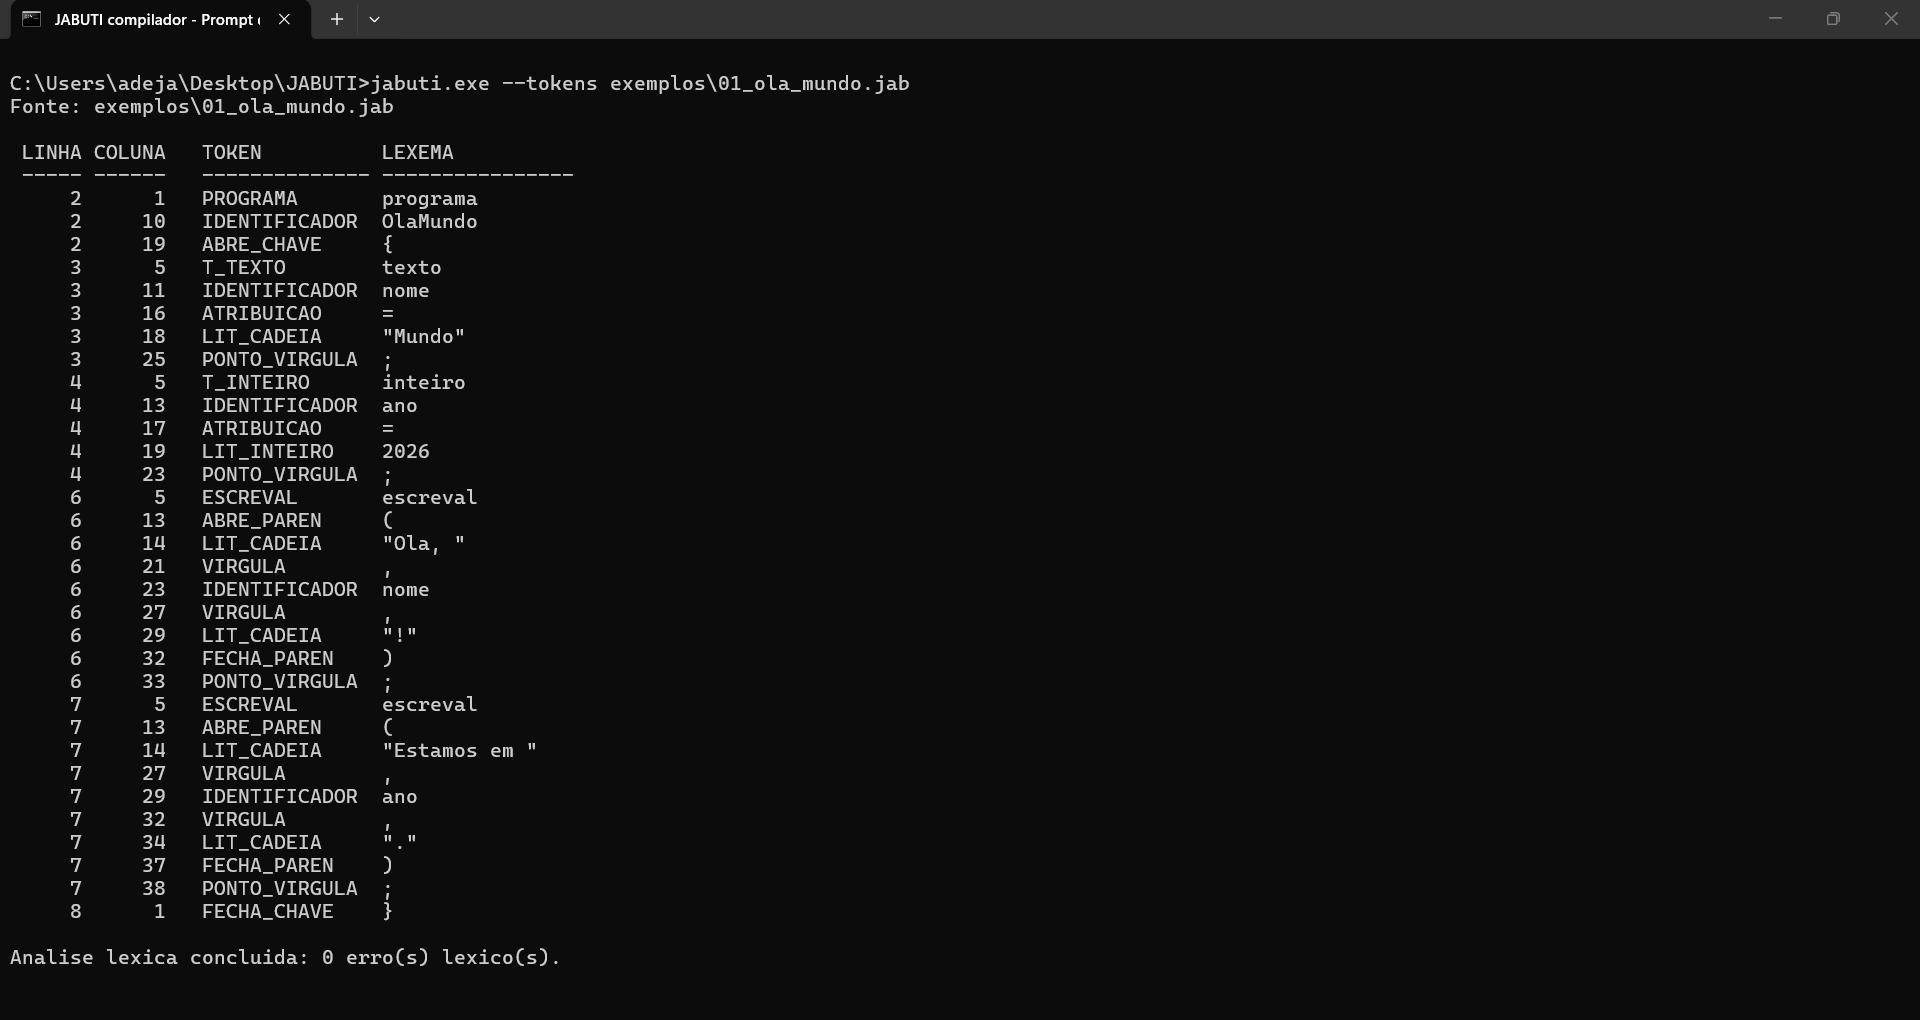 JABUTI compilador - Prompt
C:\Users\adeja\Desktop\JABUTI>jabuti.exe --tokens exemplos\01_ola_mundo.jab
Fonte: exemplos\01_ola_mundo.jab
LINHA COLUNA   TOKEN          LEXEMA
----- ------   -------------- ----------------
2      1   PROGRAMA       programa
2     10   IDENTIFICADOR  OlaMundo
2     19   ABRE_CHAVE     {
3      5   T_TEXTO        texto
3     11   IDENTIFICADOR  nome
3     16   ATRIBUICAO     =
3     18   LIT_CADEIA     "Mundo"
3     25   PONTO_VIRGULA  ;
4      5   T_INTEIRO      inteiro
4     13   IDENTIFICADOR  ano
4     17   ATRIBUICAO     =
4     19   LIT_INTEIRO    2026
4     23   PONTO_VIRGULA  ;
6      5   ESCREVAL       escreval
6     13   ABRE_PAREN     (
6     14   LIT_CADEIA     "Ola, "
6     21   VIRGULA        ,
6     23   IDENTIFICADOR  nome
6     27   VIRGULA        ,
6     29   LIT_CADEIA     "!"
6     32   FECHA_PAREN    )
6     33   PONTO_VIRGULA  ;
7      5   ESCREVAL       escreval
7     13   ABRE_PAREN     (
7     14   LIT_CADEIA     "Estamos em "
7     27   VIRGULA        ,
7     29   IDENTIFICADOR  ano
7     32   VIRGULA        ,
7     34   LIT_CADEIA     "."
7     37   FECHA_PAREN    )
7     38   PONTO_VIRGULA  ;
8      1   FECHA_CHAVE    }
Analise lexica concluida: 0 erro(s) lexico(s).